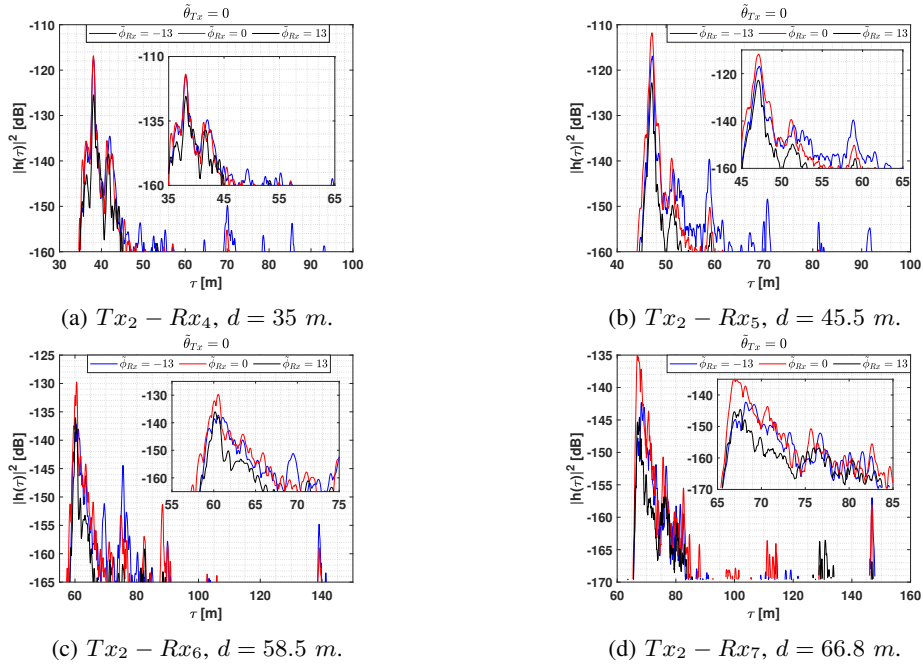 θ̃_Tx = 0
ϕ̃_Rx = −13 ϕ̃_Rx = 0 ϕ̃_Rx = 13
|h(τ)|² [dB]
-110
-120
-130
-140
-150
-160
30 40 50 60 70 80 90 100
τ [m]
-110
-135
-160
35 45 55 65
(a) Tx₂ − Rx₄, d = 35 m.
θ̃_Tx = 0
ϕ̃_Rx = −13 ϕ̃_Rx = 0 ϕ̃_Rx = 13
|h(τ)|² [dB]
-110
-120
-130
-140
-150
-160
40 50 60 70 80 90 100
τ [m]
-120
-140
-160
45 50 55 60 65
(b) Tx₂ − Rx₅, d = 45.5 m.
θ̃_Tx = 0
ϕ̃_Rx = −13 ϕ̃_Rx = 0 ϕ̃_Rx = 13
|h(τ)|² [dB]
-125
-130
-135
-140
-145
-150
-155
-160
-165
60 80 100 120 140
τ [m]
-130
-140
-150
-160
55 60 65 70 75
(c) Tx₂ − Rx₆, d = 58.5 m.
θ̃_Tx = 0
ϕ̃_Rx = −13 ϕ̃_Rx = 0 ϕ̃_Rx = 13
|h(τ)|² [dB]
-135
-140
-145
-150
-155
-160
-165
-170
60 80 100 120 140 160
τ [m]
-140
-150
-160
-170
65 70 75 80 85
(d) Tx₂ − Rx₇, d = 66.8 m.